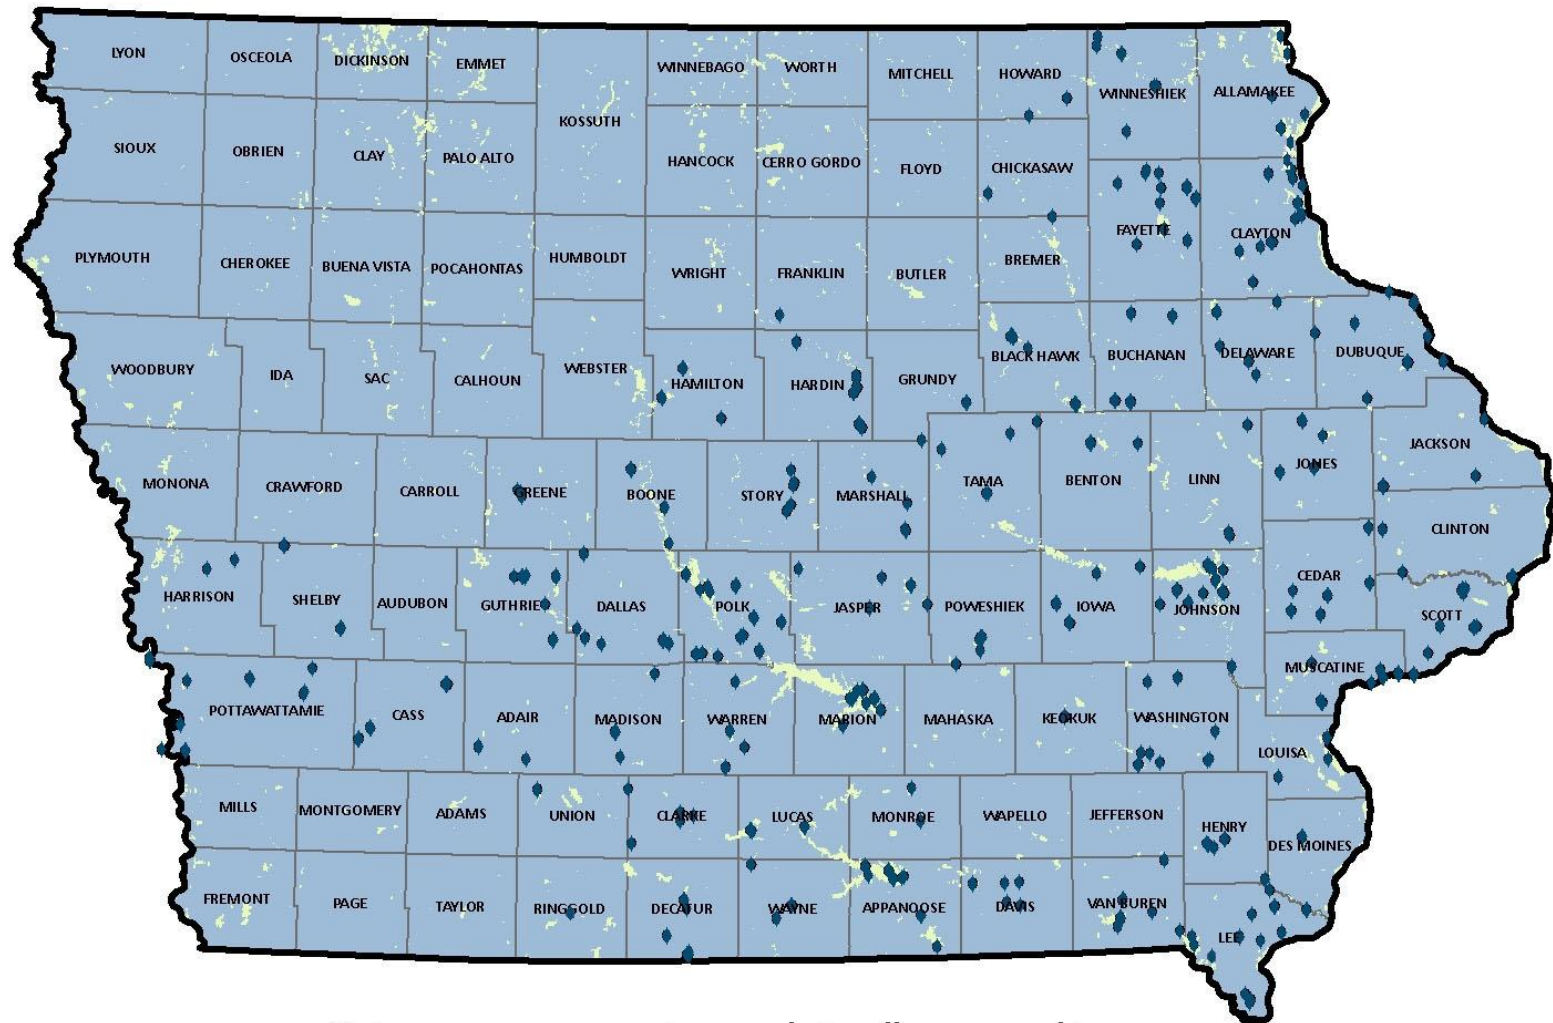 LYON
OSCEOLA
DICKINSON
EMMET
WINNEBAGO
WORTH
MITCHELL
HOWARD
WINNESHIEK
ALLAMAKEE
KOSSUTH
SIOUX
OBRIEN
CLAY
PALO ALTO
HANCOCK
CERRO GORDO
FLOYD
CHICKASAW
FAYETTE
CLAYTON
PLYMOUTH
CHEROKEE
BUENA VISTA
POCAHONTAS
HUMBOLDT
WRIGHT
FRANKLIN
BUTLER
BREMER
WOODBURY
IDA
SAC
CALHOUN
WEBSTER
HAMILTON
HARDIN
GRUNDY
BLACK HAWK
BUCHANAN
DELAWARE
DUBUQUE
MONONA
CRAWFORD
CARROLL
GREENE
BOONE
STORY
MARSHALL
TAMA
BENTON
LINN
JONES
JACKSON
CLINTON
HARRISON
SHELBY
AUDUBON
GUTHRIE
DALLAS
POLK
JASPER
POWESHIEK
IOWA
JOHNSON
CEDAR
SCOTT
MUSCATINE
POTTAWATTAMIE
CASS
ADAIR
MADISON
WARREN
MARION
MAHASKA
KEOKUK
WASHINGTON
LOUISA
MILLS
MONTGOMERY
ADAMS
UNION
CLARKE
LUCAS
MONROE
WAPELLO
JEFFERSON
HENRY
DES MOINES
FREMONT
PAGE
TAYLOR
RINGGOLD
DECATUR
WAYNE
APPANOOSE
DAVIS
VAN BUREN
LEE